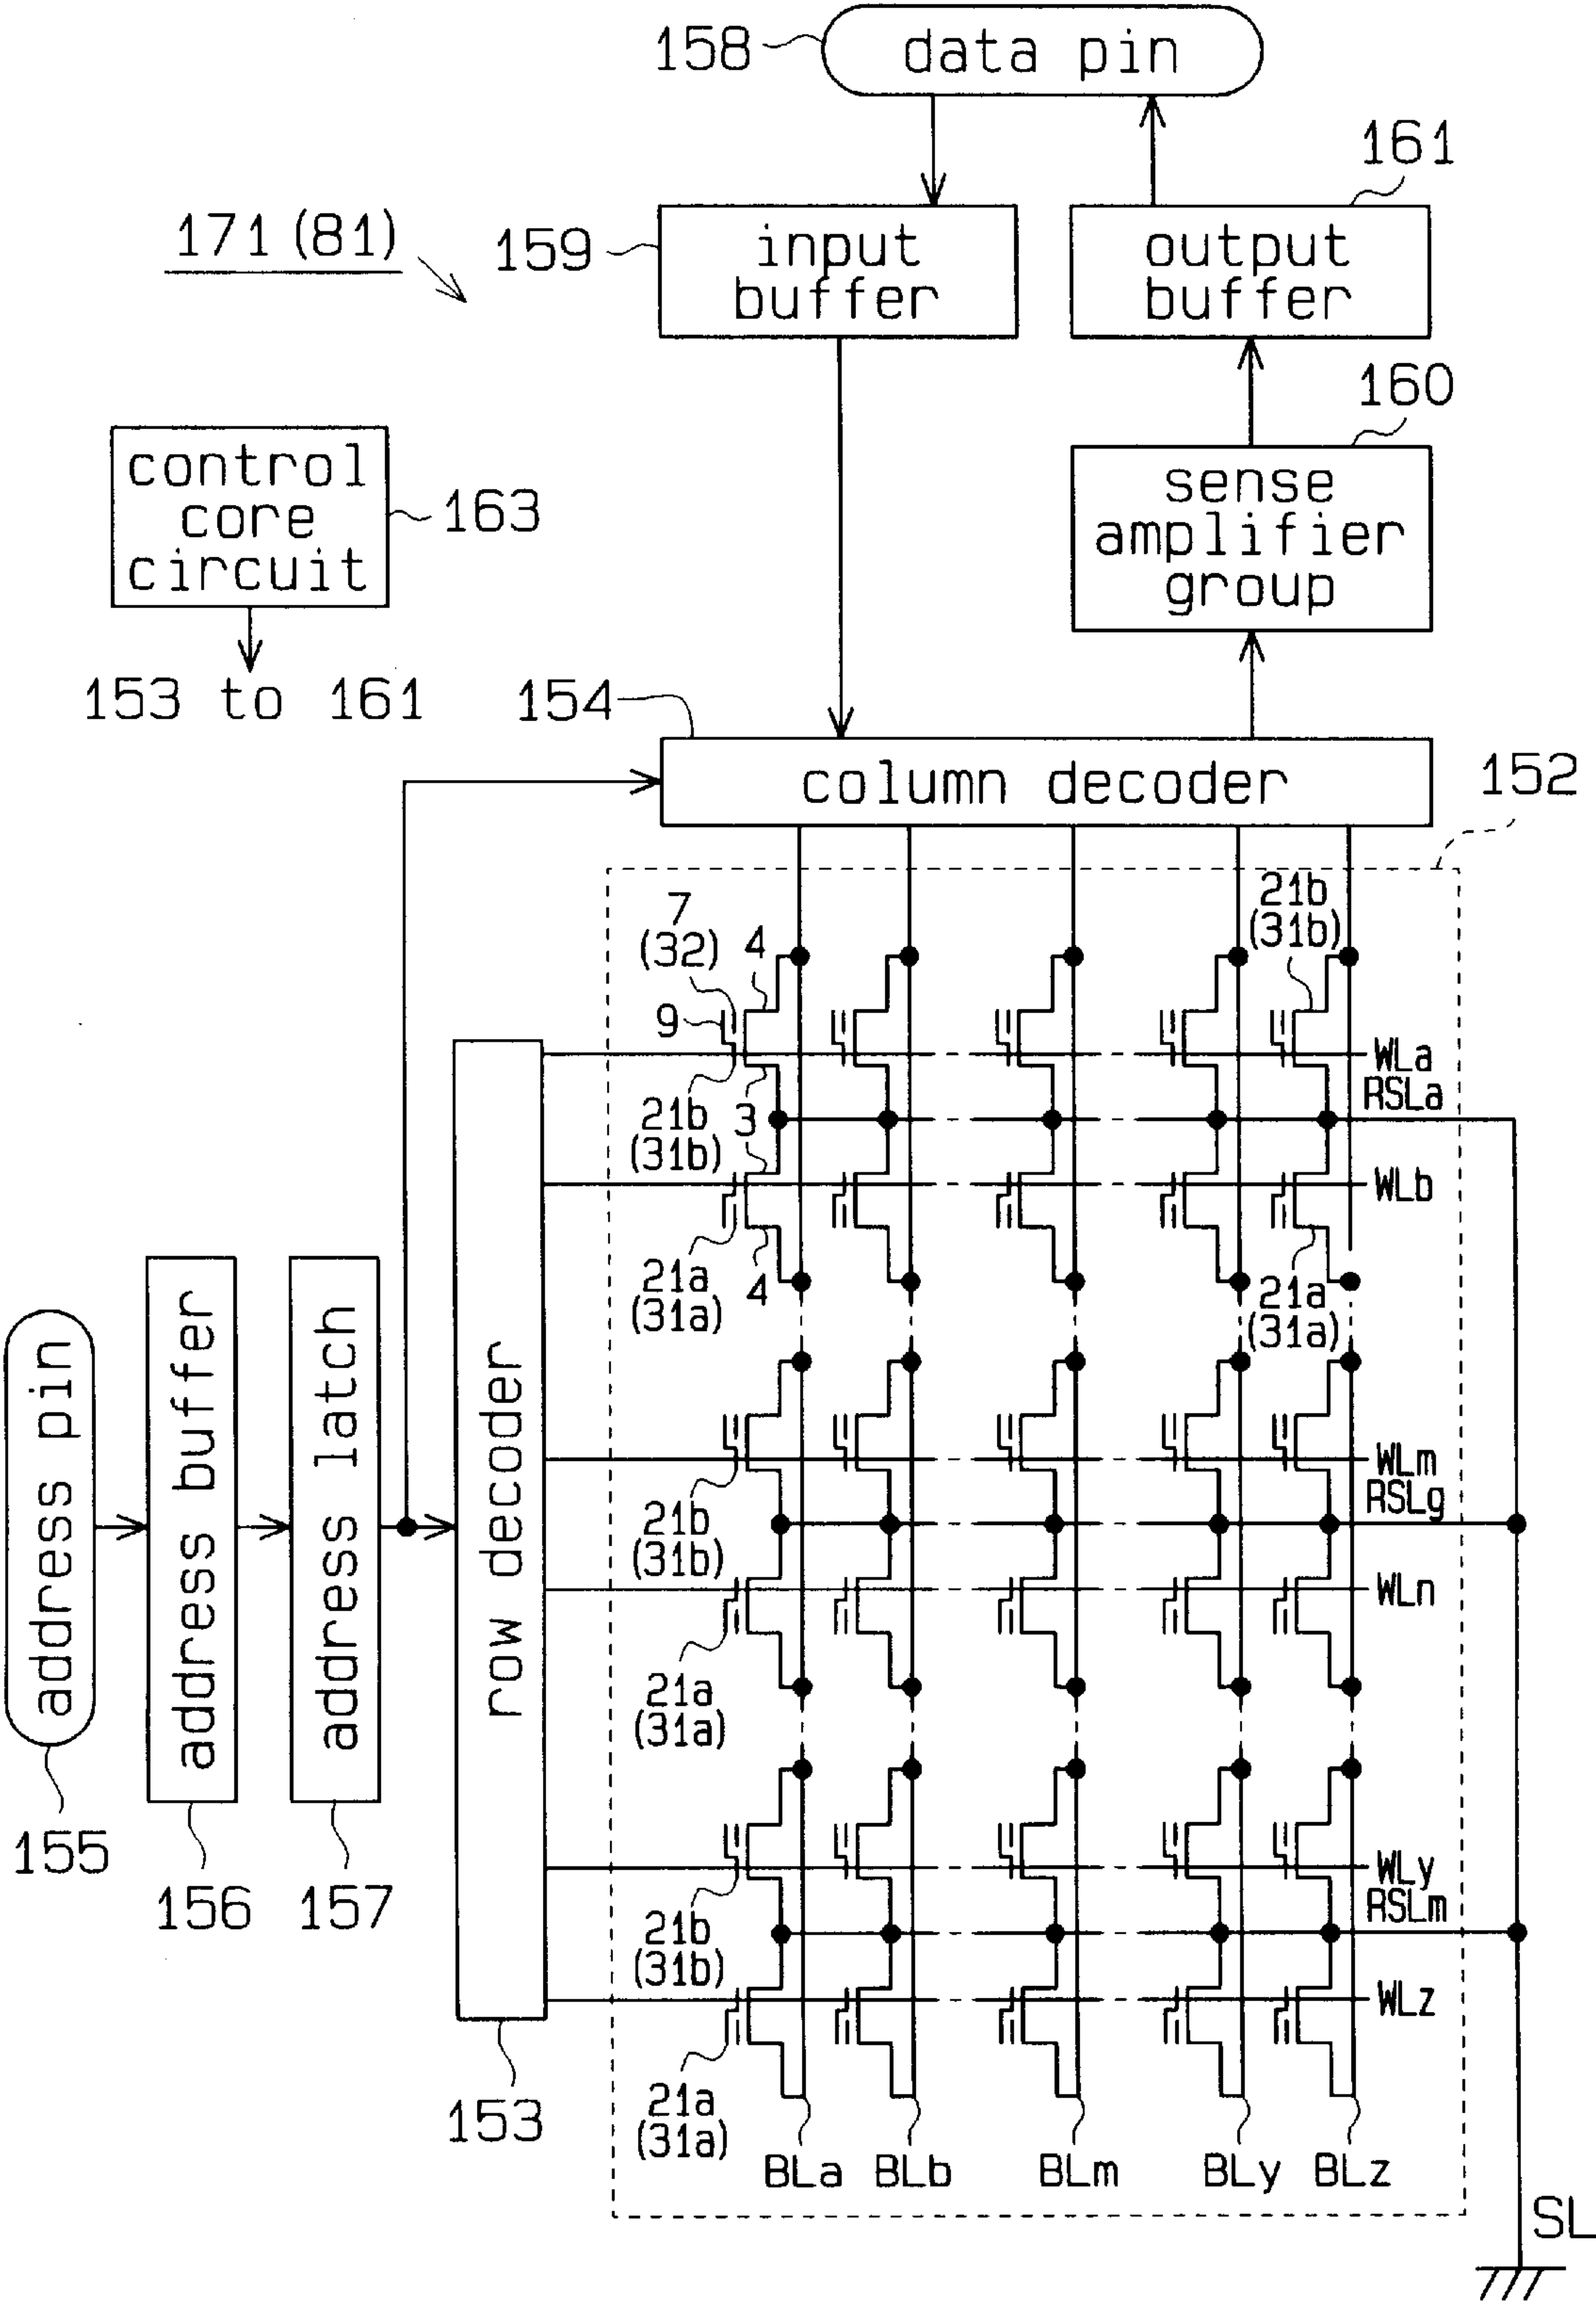 158
data pin
161
171 (81)
159
input
buffer
output
buffer
160
control
core
circuit
163
sense
amplifier
group
153 to 161
154
column decoder
152
7
(32)
4
21b
(31b)
9
WLa
RSLa
21b
(31b)
3
WLb
21a
(31a)
4
21a
(31a)
address pin
address buffer
address latch
row decoder
WLm
RSLg
21b
(31b)
WLn
21a
(31a)
155
156
157
WLy
RSLm
21b
(31b)
WLz
153
21a
(31a)
BLa
BLb
BLm
BLy
BLz
SL